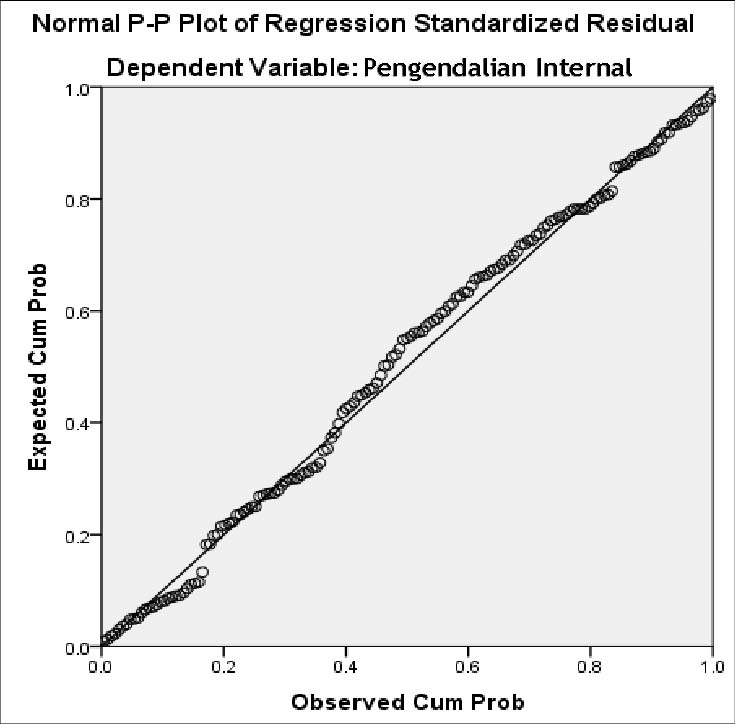 Normal P-P Plot of Regression Standardized Residual
Dependent Variable: Pengendalian Internal
Expected Cum Prob
1.0
0.8
0.6
0.4
0.2
0.0
0.0 0.2 0.4 0.6 0.8 1.0
Observed Cum Prob